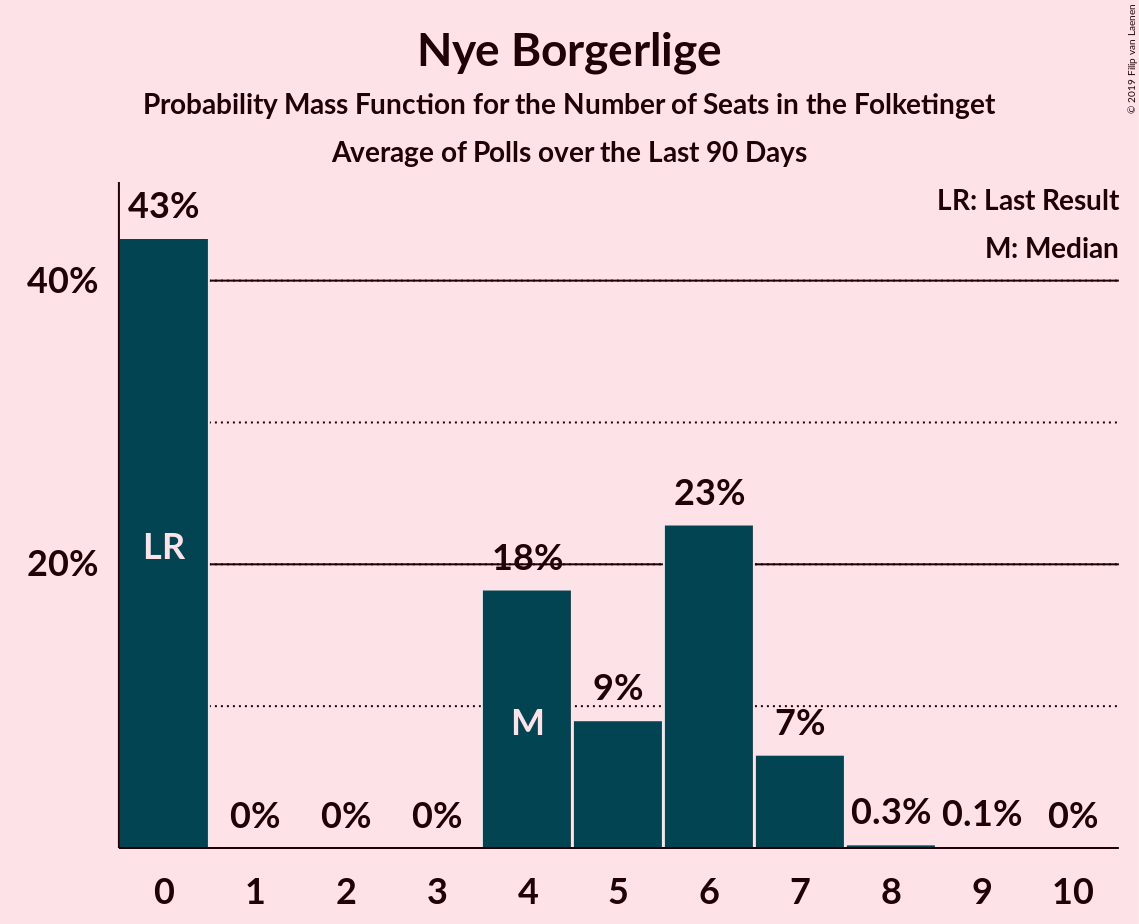 Nye Borgerlige
Probability Mass Function for the Number of Seats in the Folketinget
Average of Polls over the Last 90 Days
© 2019 Filip van Laenen
LR: Last Result
M: Median
43%
40%
23%
20%
18%
LR
9%
M
7%
0% 0% 0% 0.3% 0.1% 0%
0 1 2 3 4 5 6 7 8 9 10